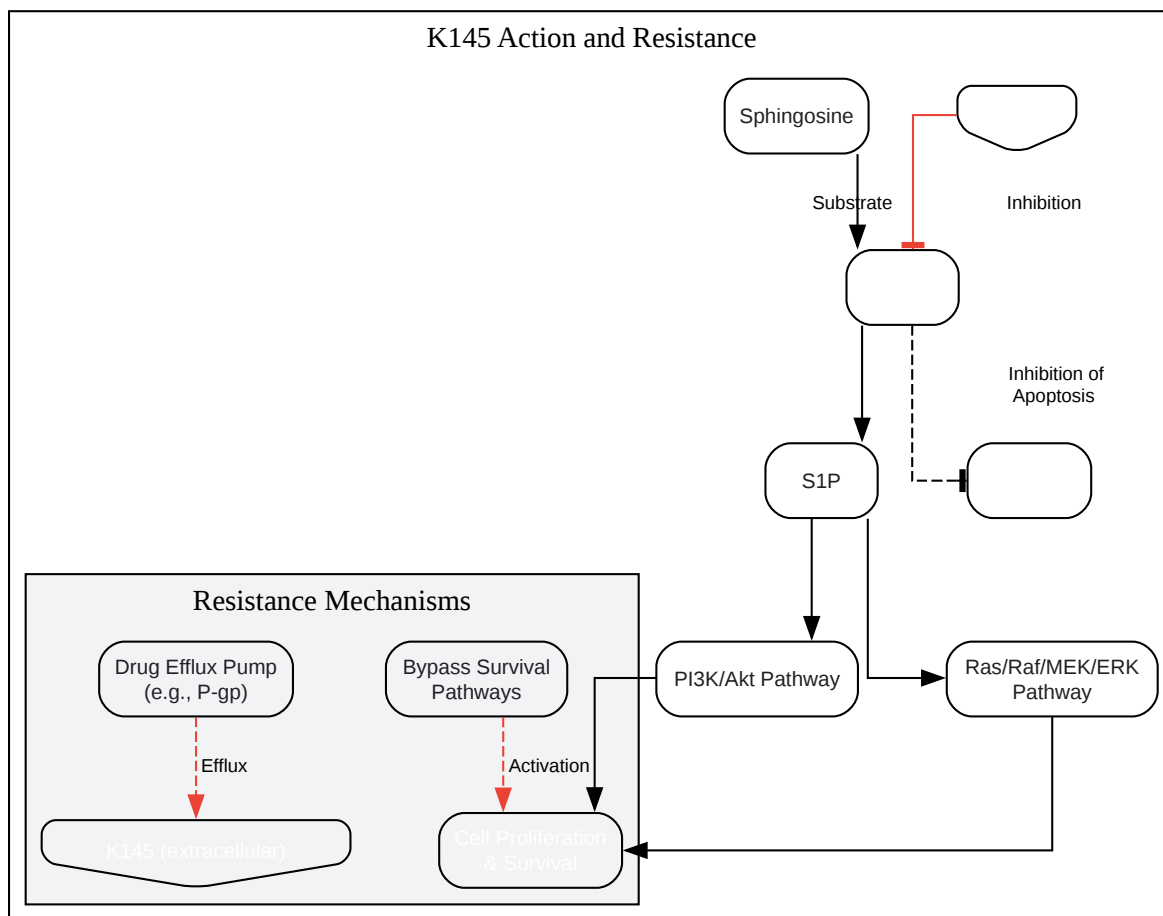 K145 Action and Resistance
Sphingosine
Substrate
Inhibition
Inhibition of
Apoptosis
S1P
Resistance Mechanisms
Drug Efflux Pump
(e.g., P-gp)
Bypass Survival
Pathways
PI3K/Akt Pathway
Ras/Raf/MEK/ERK
Pathway
Efflux
Activation
K145 (extracellular)
Cell Proliferation
& Survival